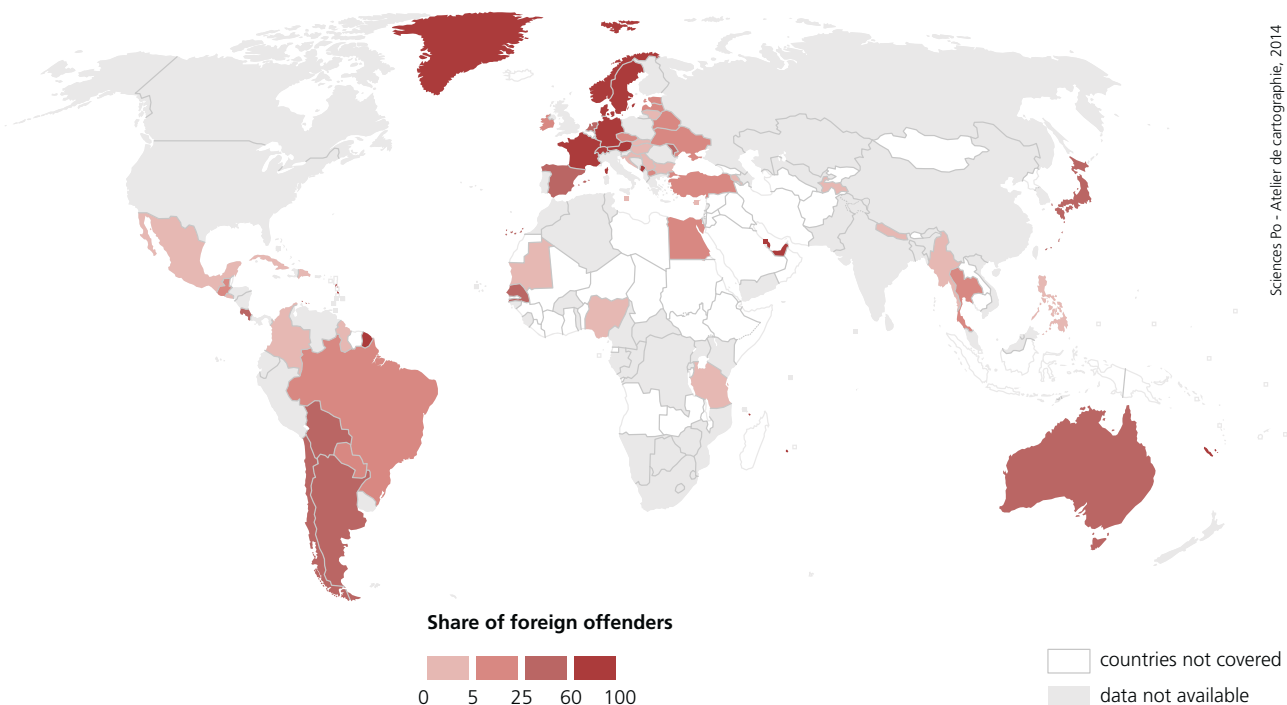 Sciences Po - Atelier de cartographie, 2014
Share of foreign offenders
0 5 25 60 100
countries not covered
data not available